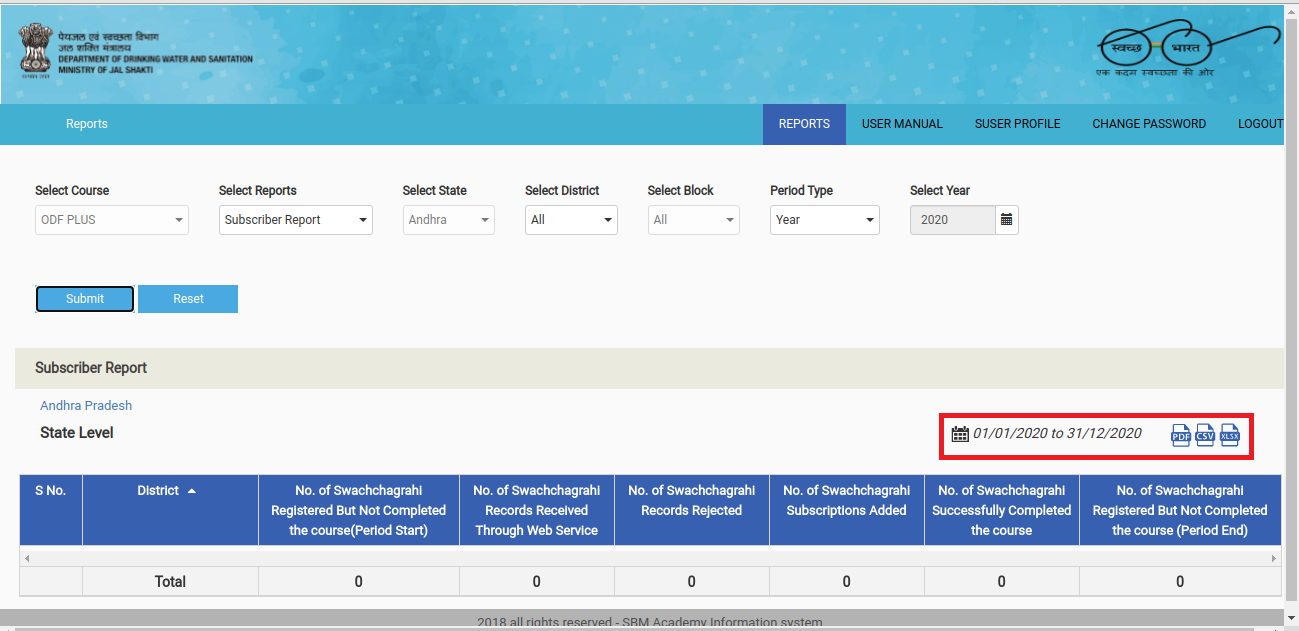 पेयजल एवं स्वच्छता विभाग
जल शक्ति मंत्रालय
DEPARTMENT OF DRINKING WATER AND SANITATION
MINISTRY OF JAL SHAKTI
स्वच्छ भारत
एक कदम स्वच्छता की ओर
Reports REPORTS USER MANUAL SUSER PROFILE CHANGE PASSWORD LOGOUT
Select Course Select Reports Select State Select District Select Block Period Type Select Year
ODF PLUS Subscriber Report Andhra All All Year 2020
Submit Reset
Subscriber Report
Andhra Pradesh
State Level
01/01/2020 to 31/12/2020 PDF CSV XLSX
S No. District No. of Swachchagrahi No. of Swachchagrahi No. of Swachchagrahi No. of Swachchagrahi No. of Swachchagrahi No. of Swachchagrahi
Registered But Not Completed Records Received Records Rejected Subscriptions Added Successfully Completed Registered But Not Completed
the course(Period Start) Through Web Service the course the course (Period End)
Total 0 0 0 0 0 0
2018 all rights reserved - SBM Academy Information system